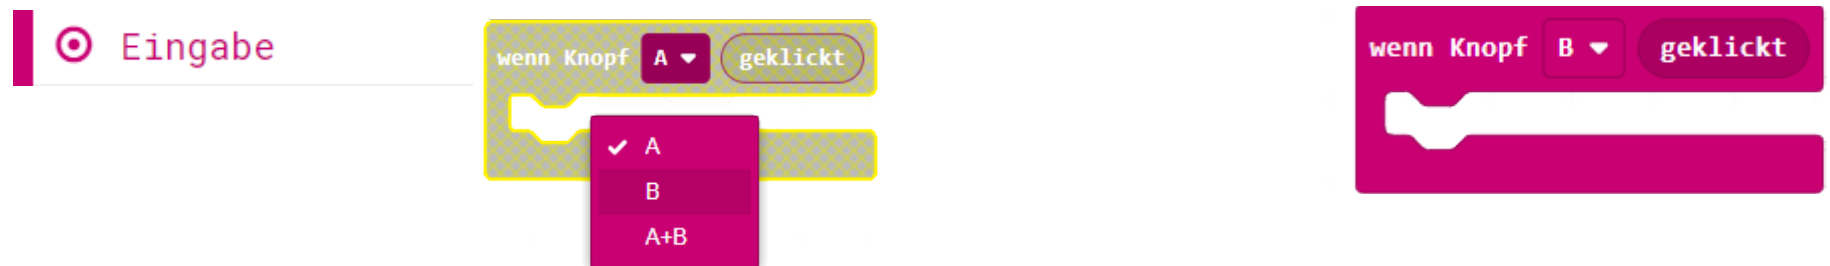 Eingabe
wenn Knopf A geklickt
A
B
A+B
wenn Knopf B geklickt